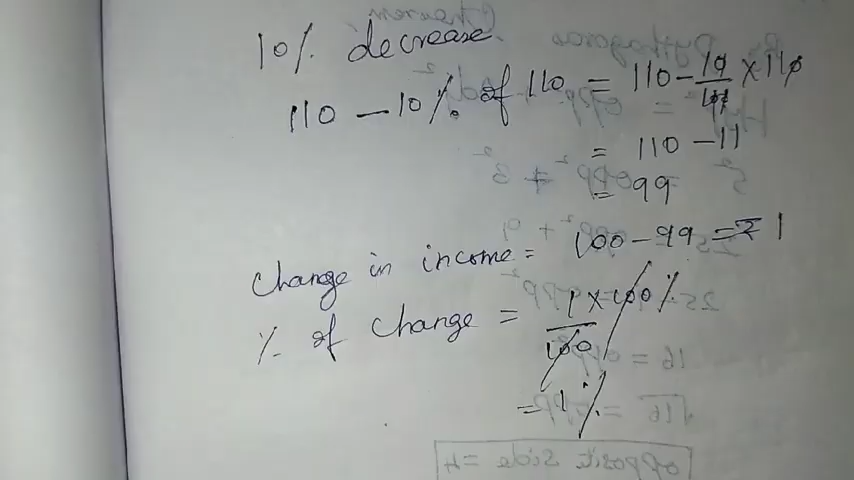 10% decrease
110 - 10% of 110 = 110 - 10/100 × 110
= 110 - 11
= 99
Change in income = 100 - 99 = ₹ 1
% of change = 1/100 × 100%
= 1%